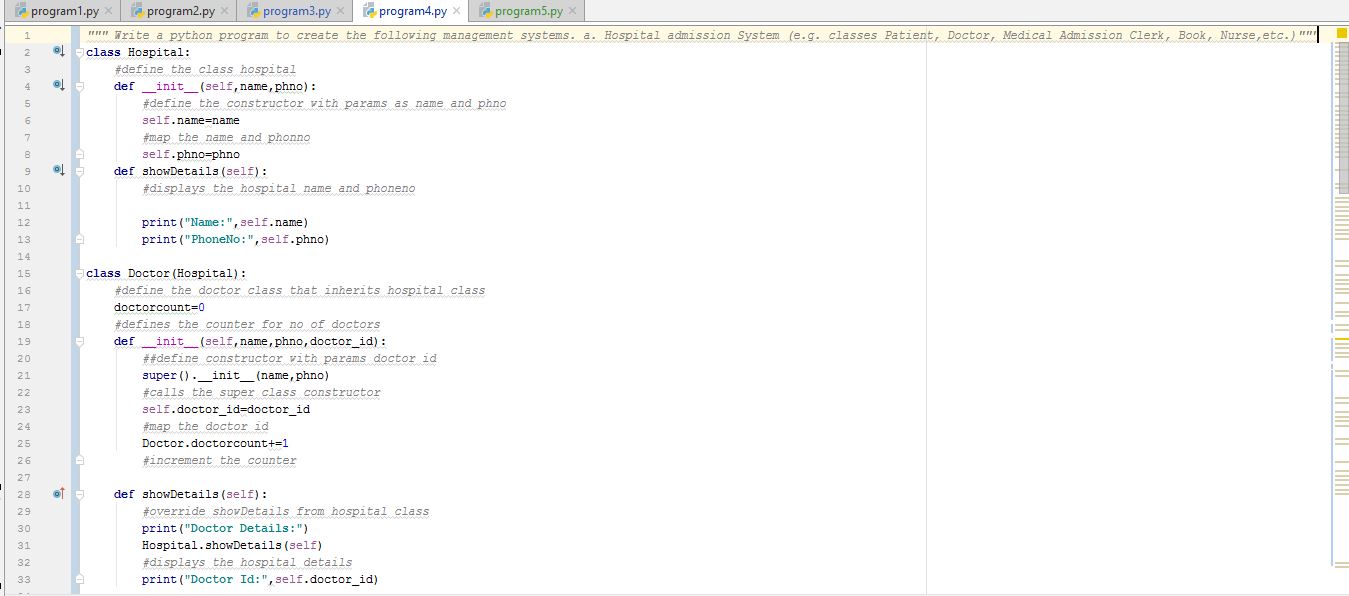 program1.py program2.py program3.py program4.py program5.py
1 """ Write a python program to create the following management systems. a. Hospital admission System (e.g. classes Patient, Doctor, Medical Admission Clerk, Book, Nurse,etc.)"""
2 class Hospital:
3 #define the class hospital
4 def __init__(self,name,phno):
5 #define the constructor with params as name and phno
6 self.name=name
7 #map the name and phonno
8 self.phno=phno
9 def showDetails(self):
10 #displays the hospital name and phoneno
11
12 print("Name:",self.name)
13 print("PhoneNo:",self.phno)
14
15 class Doctor(Hospital):
16 #define the doctor class that inherits hospital class
17 doctorcount=0
18 #defines the counter for no of doctors
19 def __init__(self,name,phno,doctor_id):
20 ##define constructor with params doctor id
21 super().__init__(name,phno)
22 #calls the super class constructor
23 self.doctor_id=doctor_id
24 #map the doctor id
25 Doctor.doctorcount+=1
26 #increment the counter
27
28 def showDetails(self):
29 #override showDetails from hospital class
30 print("Doctor Details:")
31 Hospital.showDetails(self)
32 #displays the hospital details
33 print("Doctor Id:",self.doctor_id)